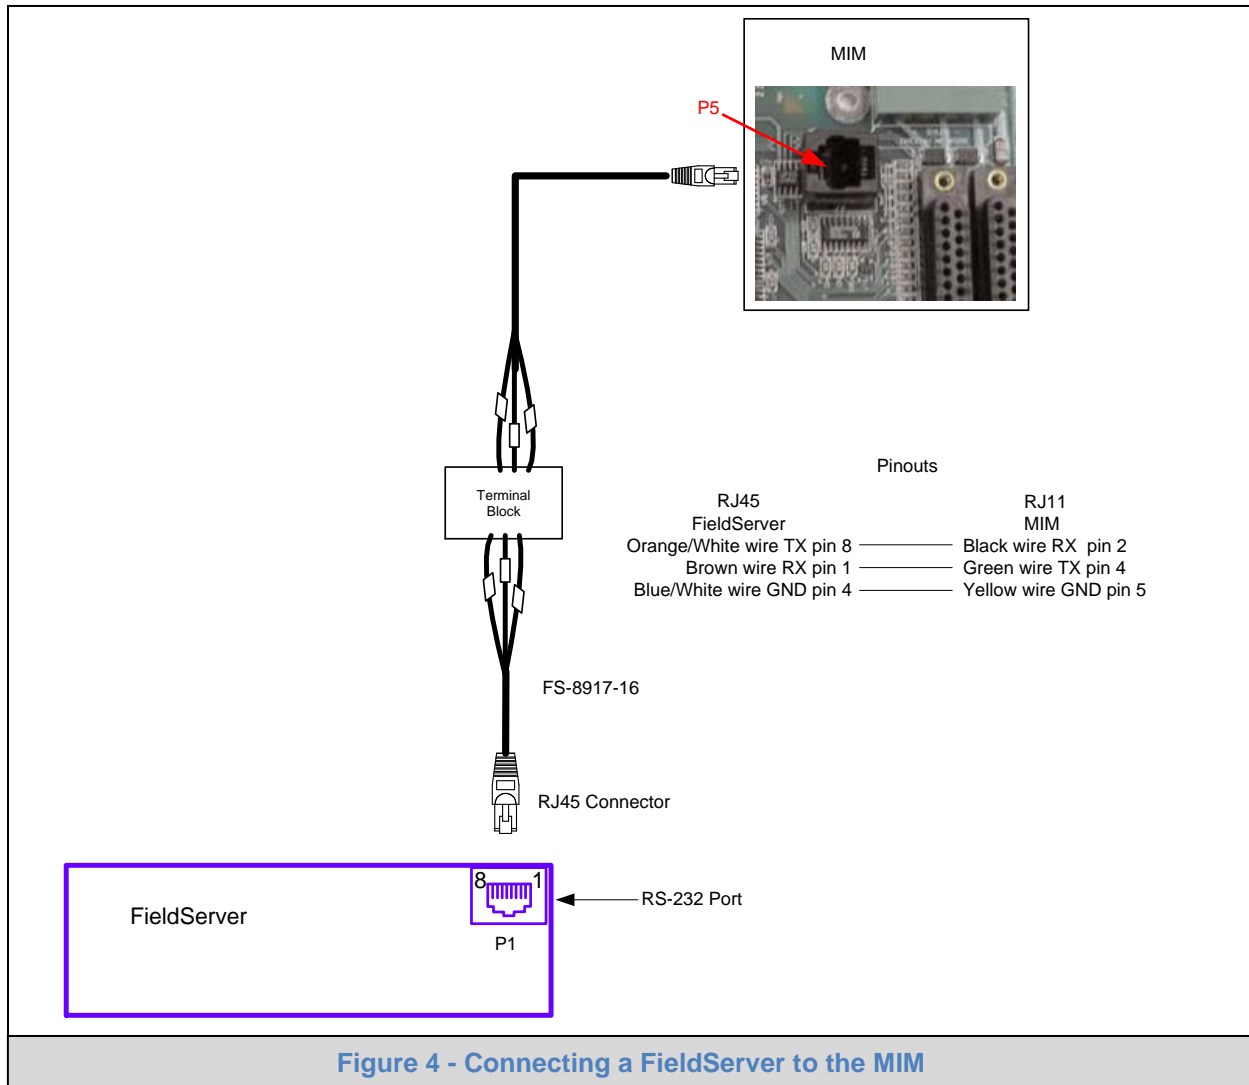 MIM
P5
Terminal
Block
Pinouts
RJ45 RJ11
FieldServer MIM
Orange/White wire TX pin 8 Black wire RX pin 2
Brown wire RX pin 1 Green wire TX pin 4
Blue/White wire GND pin 4 Yellow wire GND pin 5
FS-8917-16
RJ45 Connector
8 1
RS-232 Port
FieldServer
P1
Figure 4 - Connecting a FieldServer to the MIM